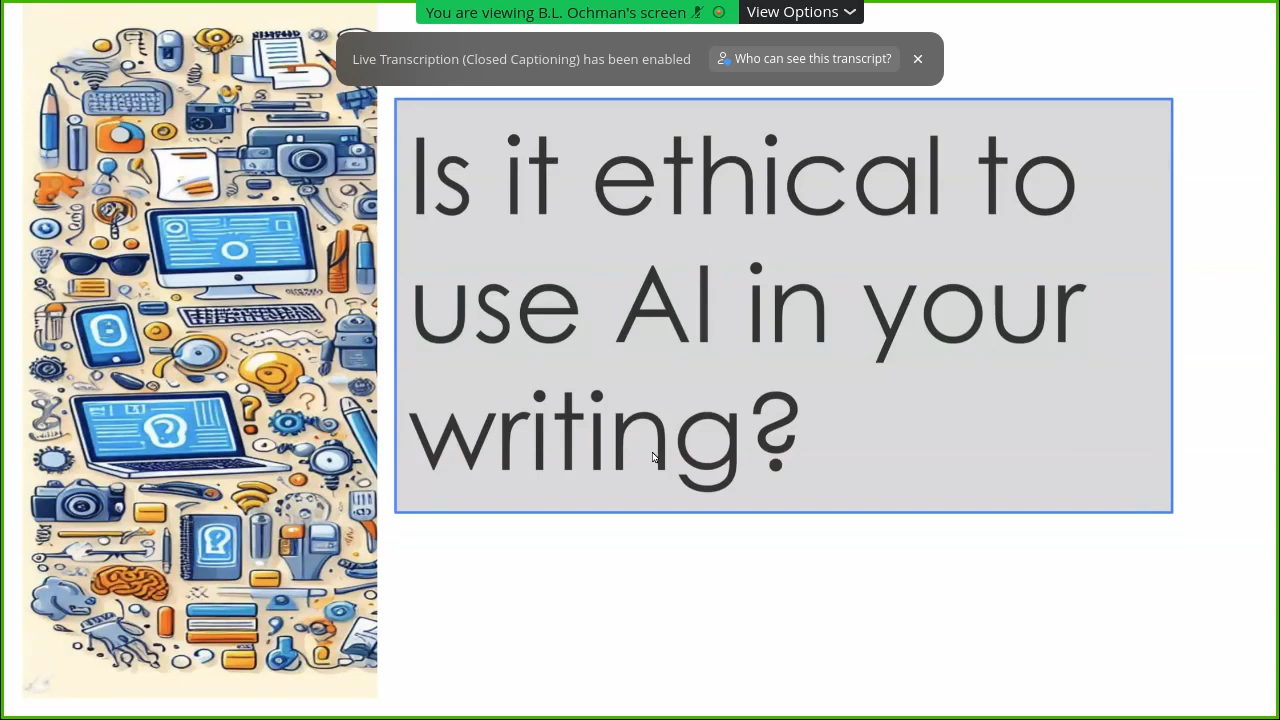 You are viewing B.L. Ochman's screen
View Options
Live Transcription (Closed Captioning) has been enabled
Who can see this transcript?
Is it ethical to
use AI in your
writing?